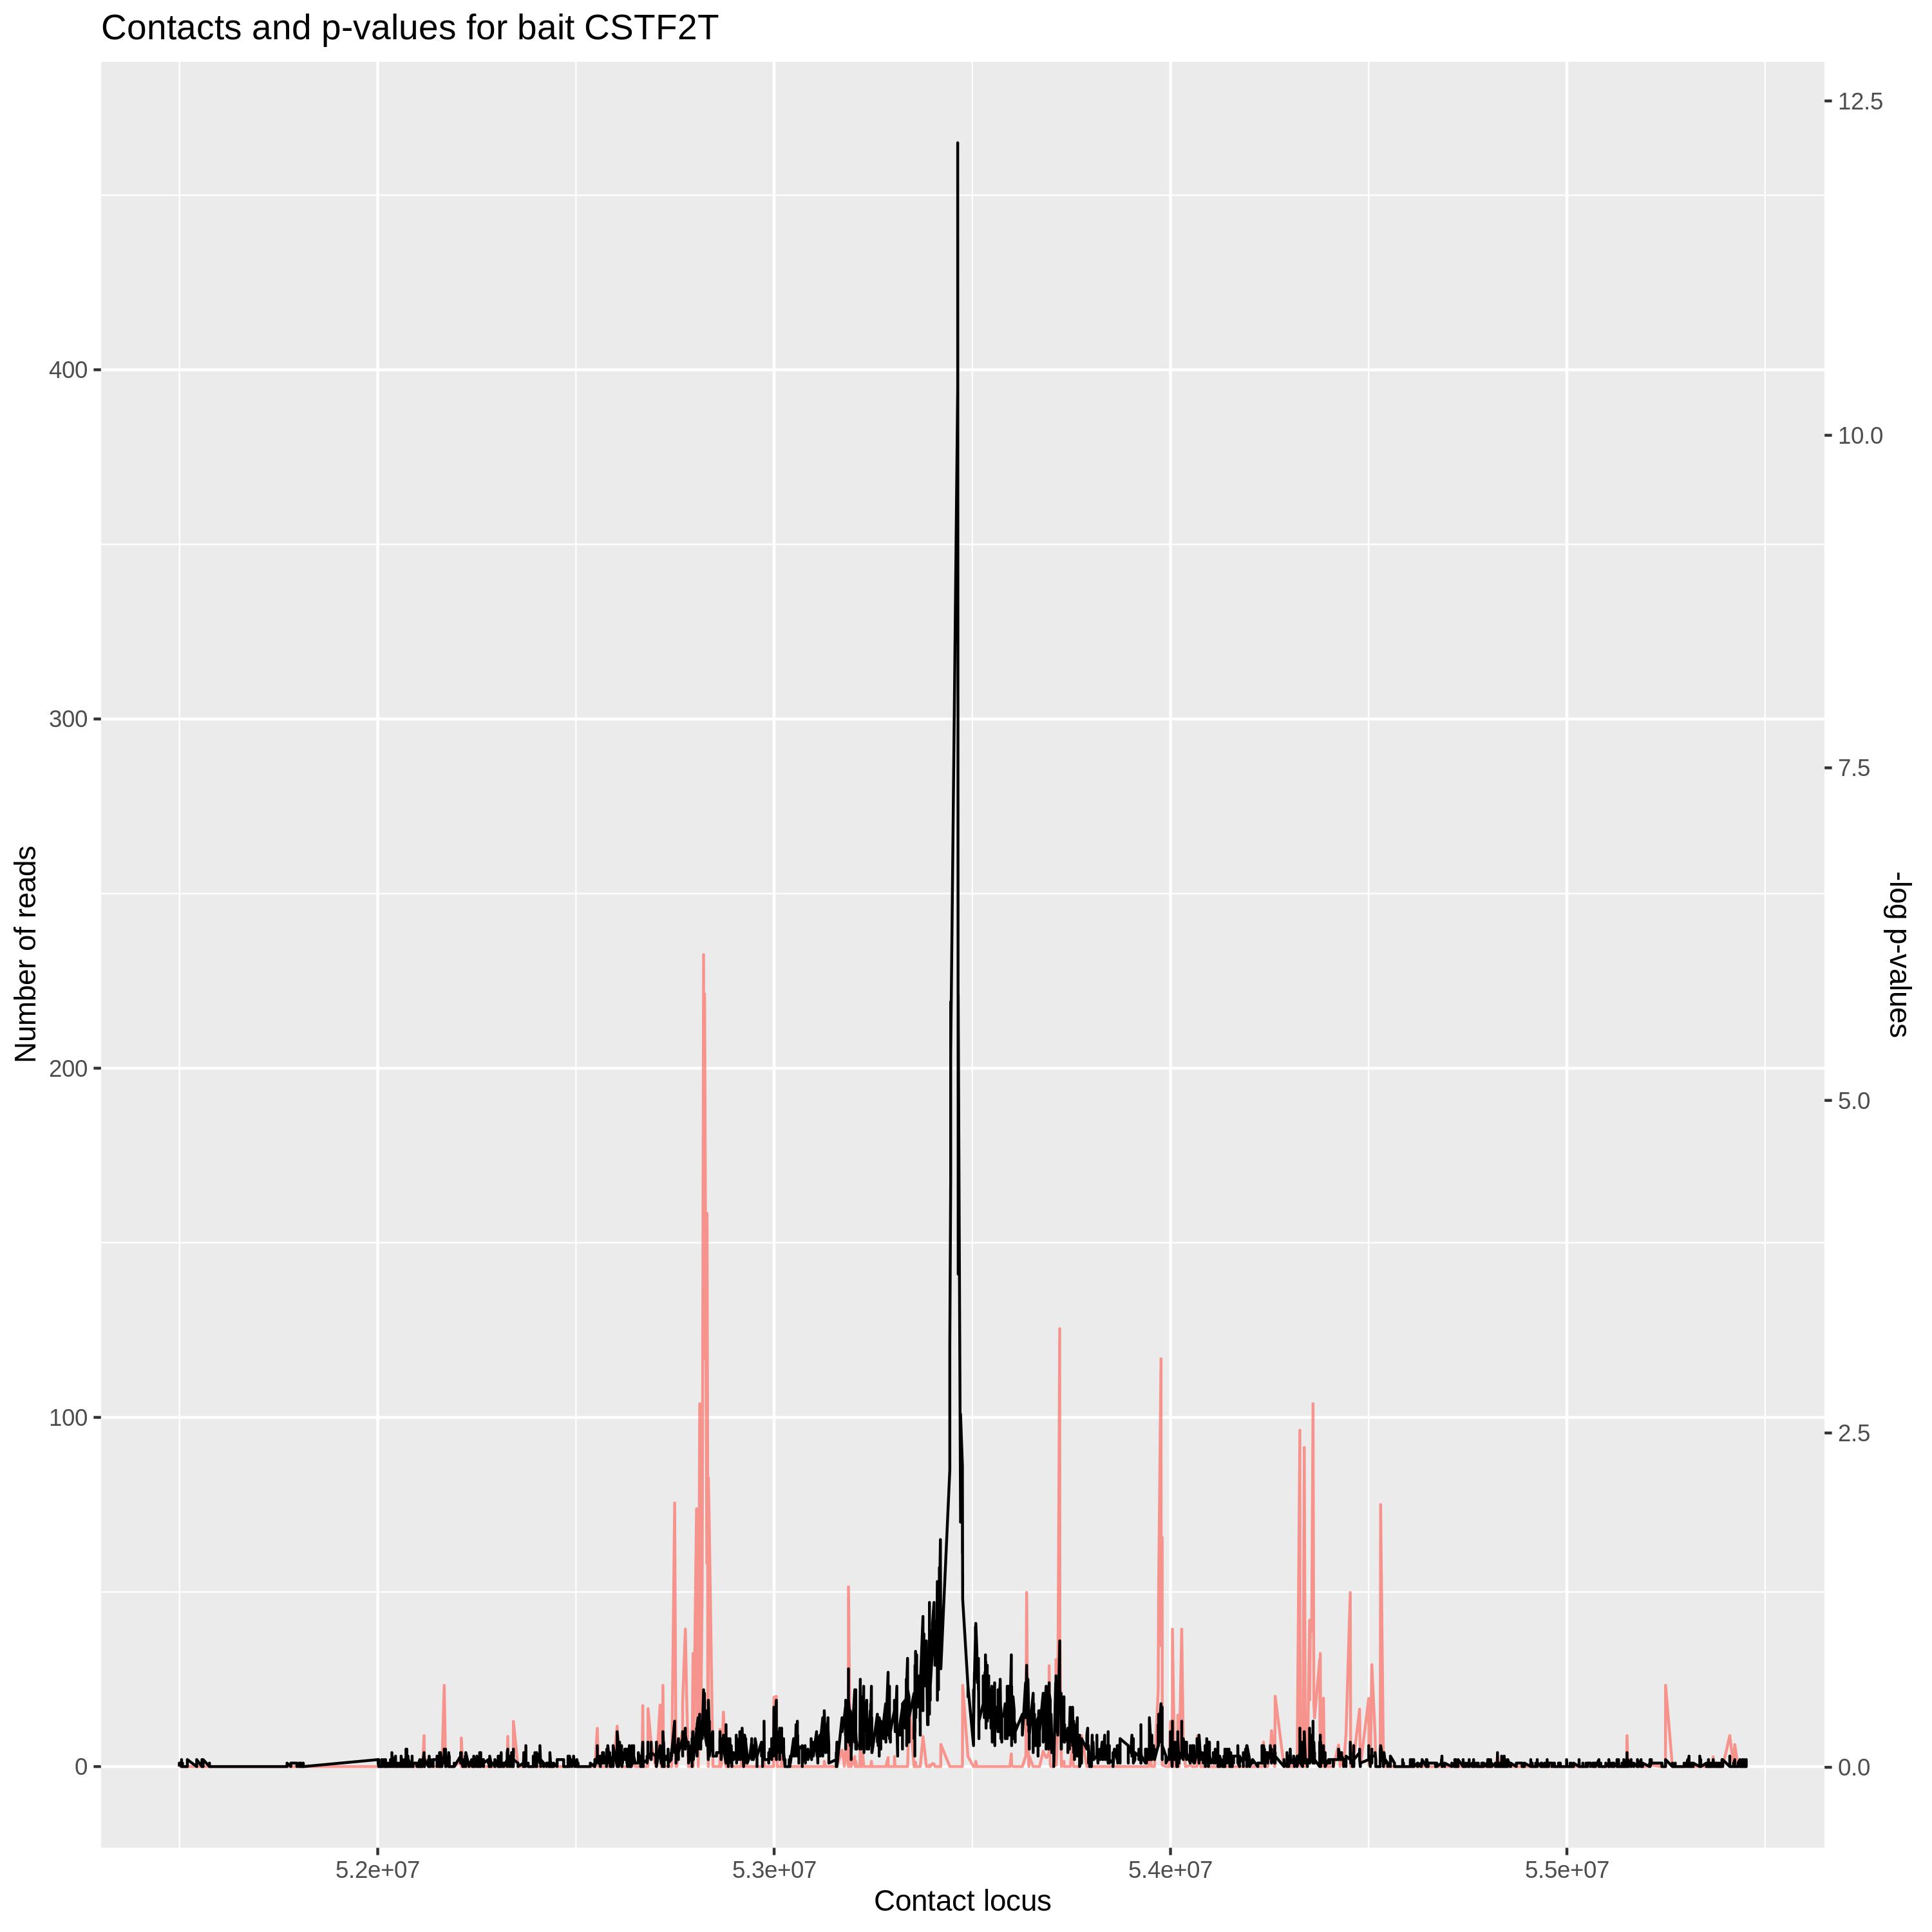 Contacts and p-values for bait CSTF2T
Number of reads
400
300
200
100
0
12.5
10.0
7.5
5.0
2.5
0.0
-log p-values
5.2e+07
5.3e+07
5.4e+07
5.5e+07
Contact locus